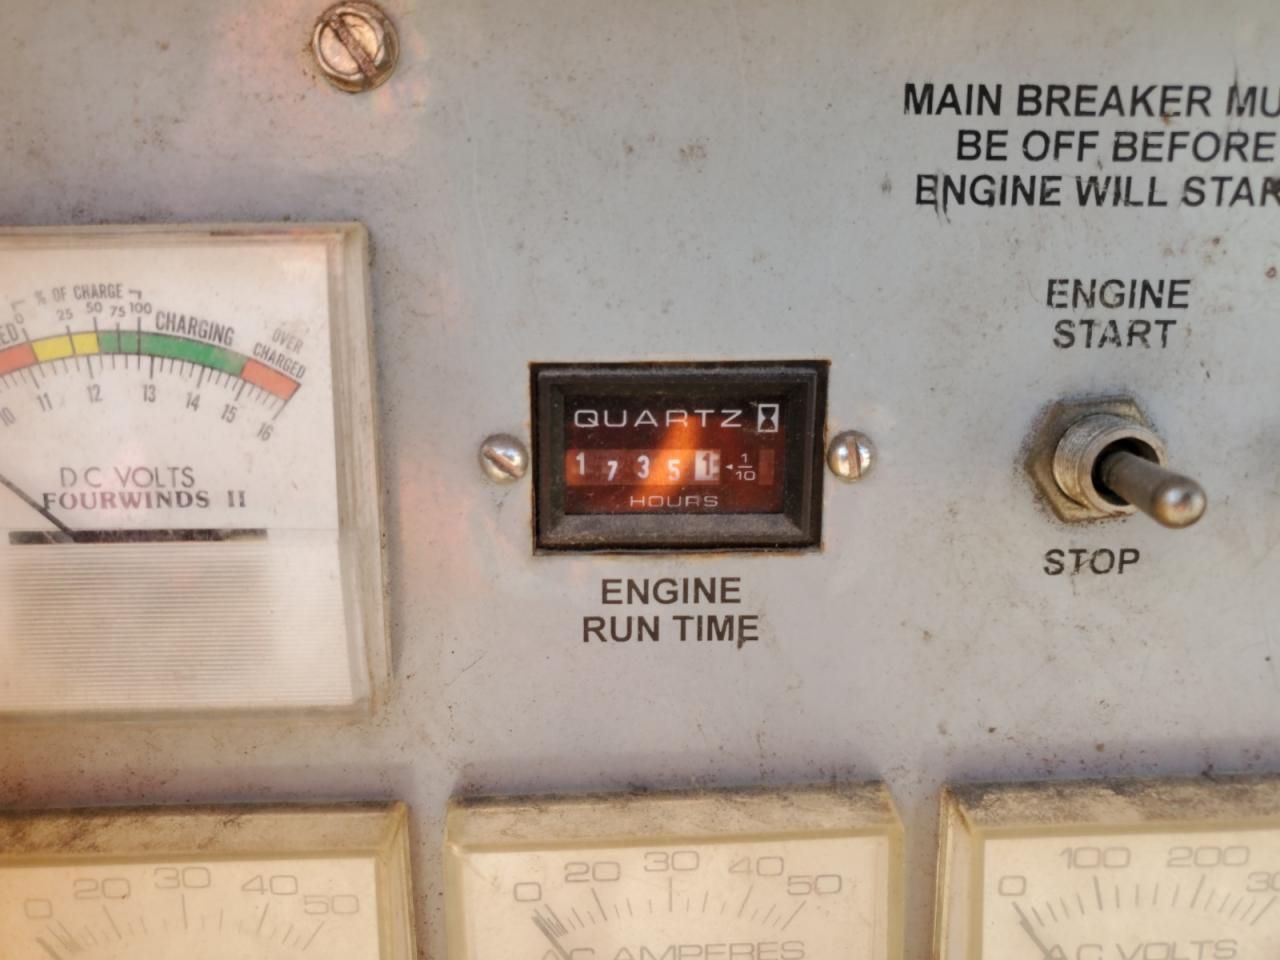 MAIN BREAKER MU
BE OFF BEFORE
ENGINE WILL STAR
ENGINE
START
STOP
% OF CHARGE
0 25 50 75 100
CHARGING
OVER
CHARGED
10 11 12 13 14 15 16
DC VOLTS
FOURWINDS II
QUARTZ
1 7 3 5 1 1/10
HOURS
ENGINE
RUN TIME
0 20 30 40 50
0 20 30 40 50
AC AMPERES
0 100 200 30
AC VOLTS